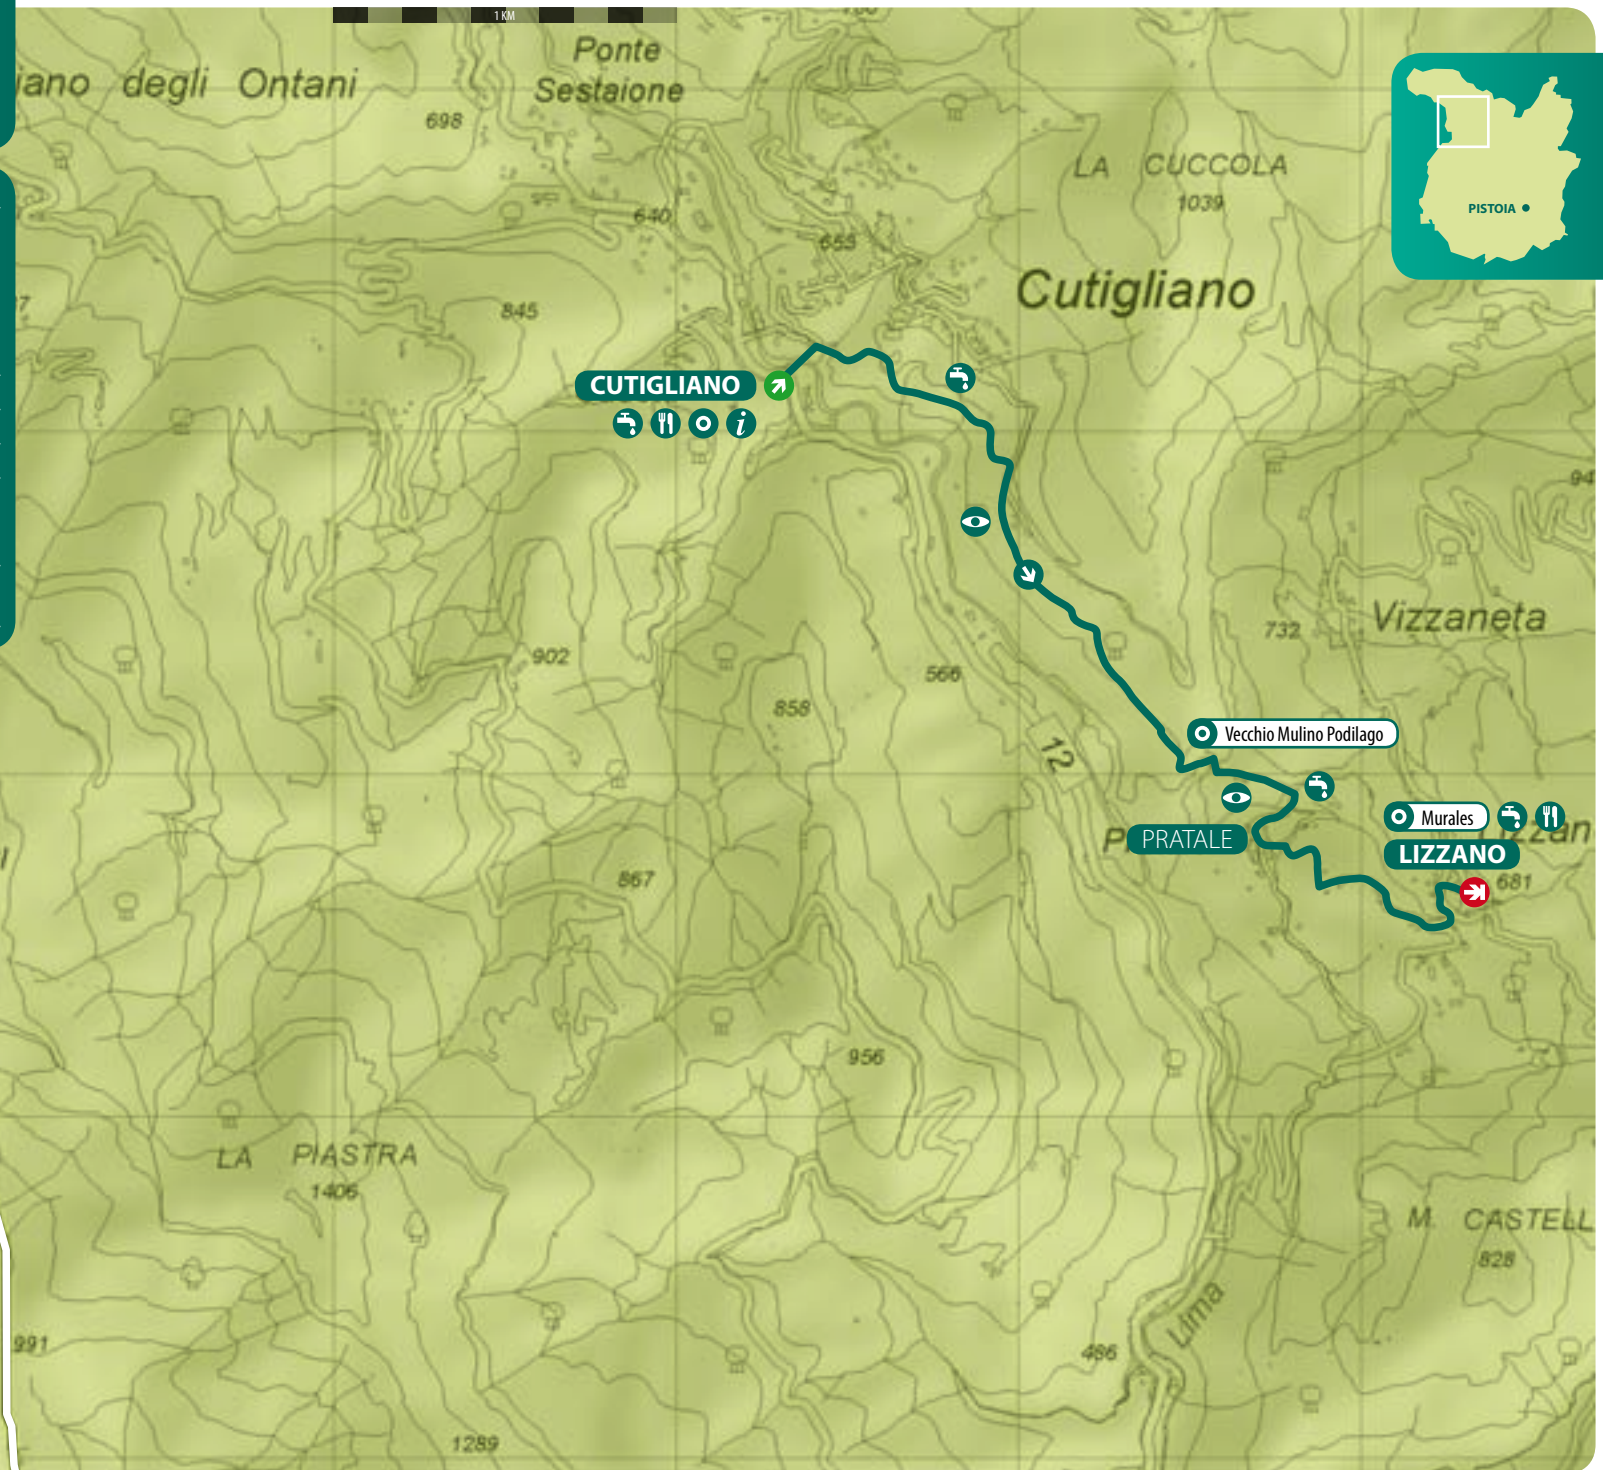 1 KM
Ponte
Sestaione
iano degli Ontani
698
LA CUCCOLA
1039
PISTOIA
640
655
Cutigliano
845
CUTIGLIANO
i
94
732
Vizzaneta
902
566
858
12
Vecchio Mulino Podilago
Murales
PRATALE
LIZZANO
681
867
956
LA PIASTRA
1406
M. CASTELL
828
Lima
991
486
1289